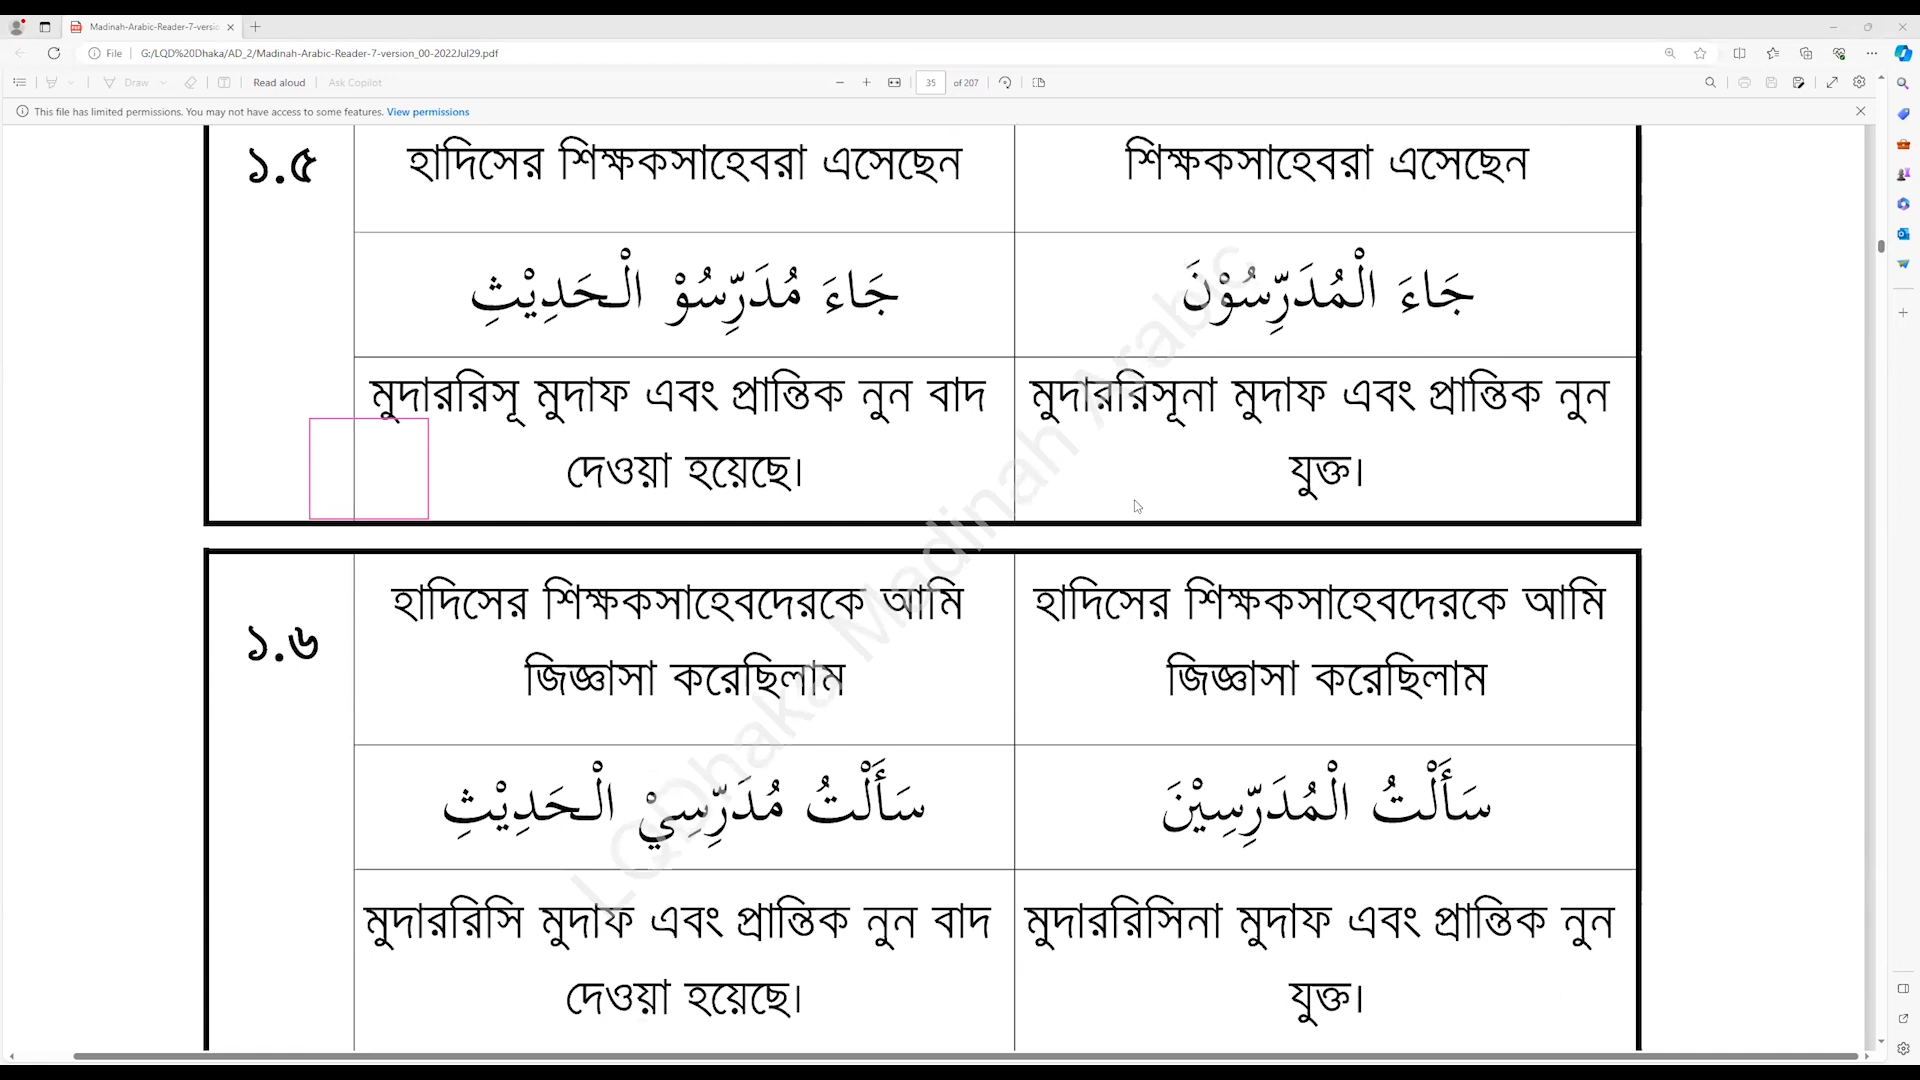 Madinah-Arabic-Reader-7-versio
File G:/LQD%20Dhaka/AD_2/Madinah-Arabic-Reader-7-version_00-2022Jul29.pdf
Draw Read aloud Ask Copilot 35 of 207
This file has limited permissions. You may not have access to some features. View permissions
১.৫
হাদিসের শিক্ষকসাহেবরা এসেছেন
শিক্ষকসাহেবরা এসেছেন
جَاءَ مُدَرِّسُوْ الْحَدِيْثِ
جَاءَ الْمُدَرِّسُوْنَ
মুদাররিসূ মুদাফ এবং প্রান্তিক নুন বাদ
দেওয়া হয়েছে।
মুদাররিসূনা মুদাফ এবং প্রান্তিক নুন
যুক্ত।
১.৬
হাদিসের শিক্ষকসাহেবদেরকে আমি
জিজ্ঞাসা করেছিলাম
হাদিসের শিক্ষকসাহেবদেরকে আমি
জিজ্ঞাসা করেছিলাম
سَأَلْتُ مُدَرِّسِيْ الْحَدِيْثِ
سَأَلْتُ الْمُدَرِّسِيْنَ
মুদাররিসি মুদাফ এবং প্রান্তিক নুন বাদ
দেওয়া হয়েছে।
মুদাররিসিনা মুদাফ এবং প্রান্তিক নুন
যুক্ত।
LQDhaka Madinah Arabic